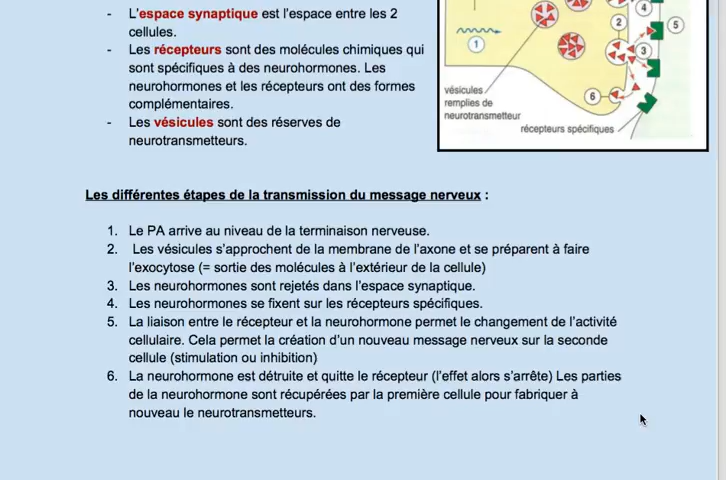 - L'espace synaptique est l'espace entre les 2
cellules.
- Les récepteurs sont des molécules chimiques qui
sont spécifiques à des neurohormones. Les
neurohormones et les récepteurs ont des formes
complémentaires.
- Les vésicules sont des réserves de
neurotransmetteurs.
4
2
5
1
3
vésicules
remplies de
neurotransmetteur
6
récepteurs spécifiques
Les différentes étapes de la transmission du message nerveux :
1. Le PA arrive au niveau de la terminaison nerveuse.
2. Les vésicules s'approchent de la membrane de l'axone et se préparent à faire
l'exocytose (= sortie des molécules à l'extérieur de la cellule)
3. Les neurohormones sont rejetés dans l'espace synaptique.
4. Les neurohormones se fixent sur les récepteurs spécifiques.
5. La liaison entre le récepteur et la neurohormone permet le changement de l'activité
cellulaire. Cela permet la création d'un nouveau message nerveux sur la seconde
cellule (stimulation ou inhibition)
6. La neurohormone est détruite et quitte le récepteur (l'effet alors s'arrête) Les parties
de la neurohormone sont récupérées par la première cellule pour fabriquer à
nouveau le neurotransmetteurs.